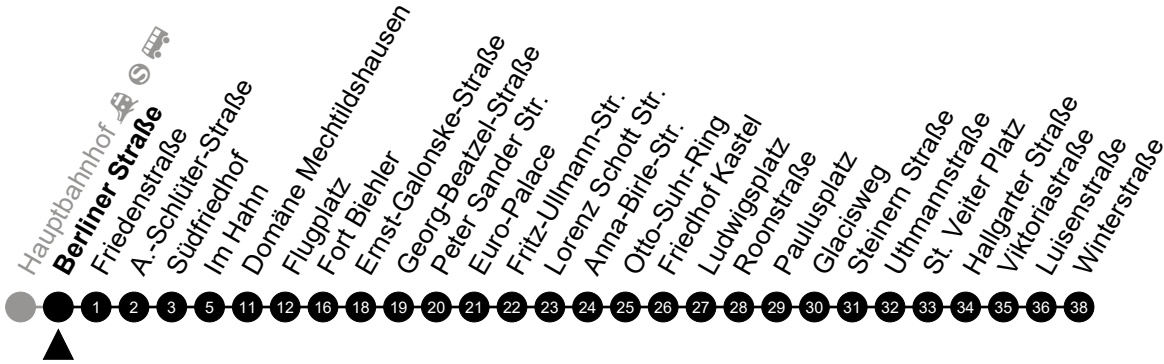 Hauptbahnhof
Berliner Straße
Friedenstraße
A.-Schlüter-Straße
Südfriedhof
Im Hahn
Domäne Mechtildshausen
Flugplatz
Fort Biehler
Ernst-Galonske-Straße
Georg-Beatzel-Straße
Peter Sander Str.
Euro-Palace
Fritz-Ullmann-Str.
Lorenz Schott Str.
Anna-Birle-Str.
Otto-Suhr-Ring
Friedhof Kastel
Ludwigsplatz
Roonstraße
Paulusplatz
Glacisweg
Steinern Straße
Uthmannstraße
St. Veiter Platz
Hallgarter Straße
Viktoriastraße
Luisenstraße
Winterstraße
1 2 3 5 11 12 16 18 19 20 21 22 23 24 25 26 27 28 29 30 31 32 33 34 35 36 38